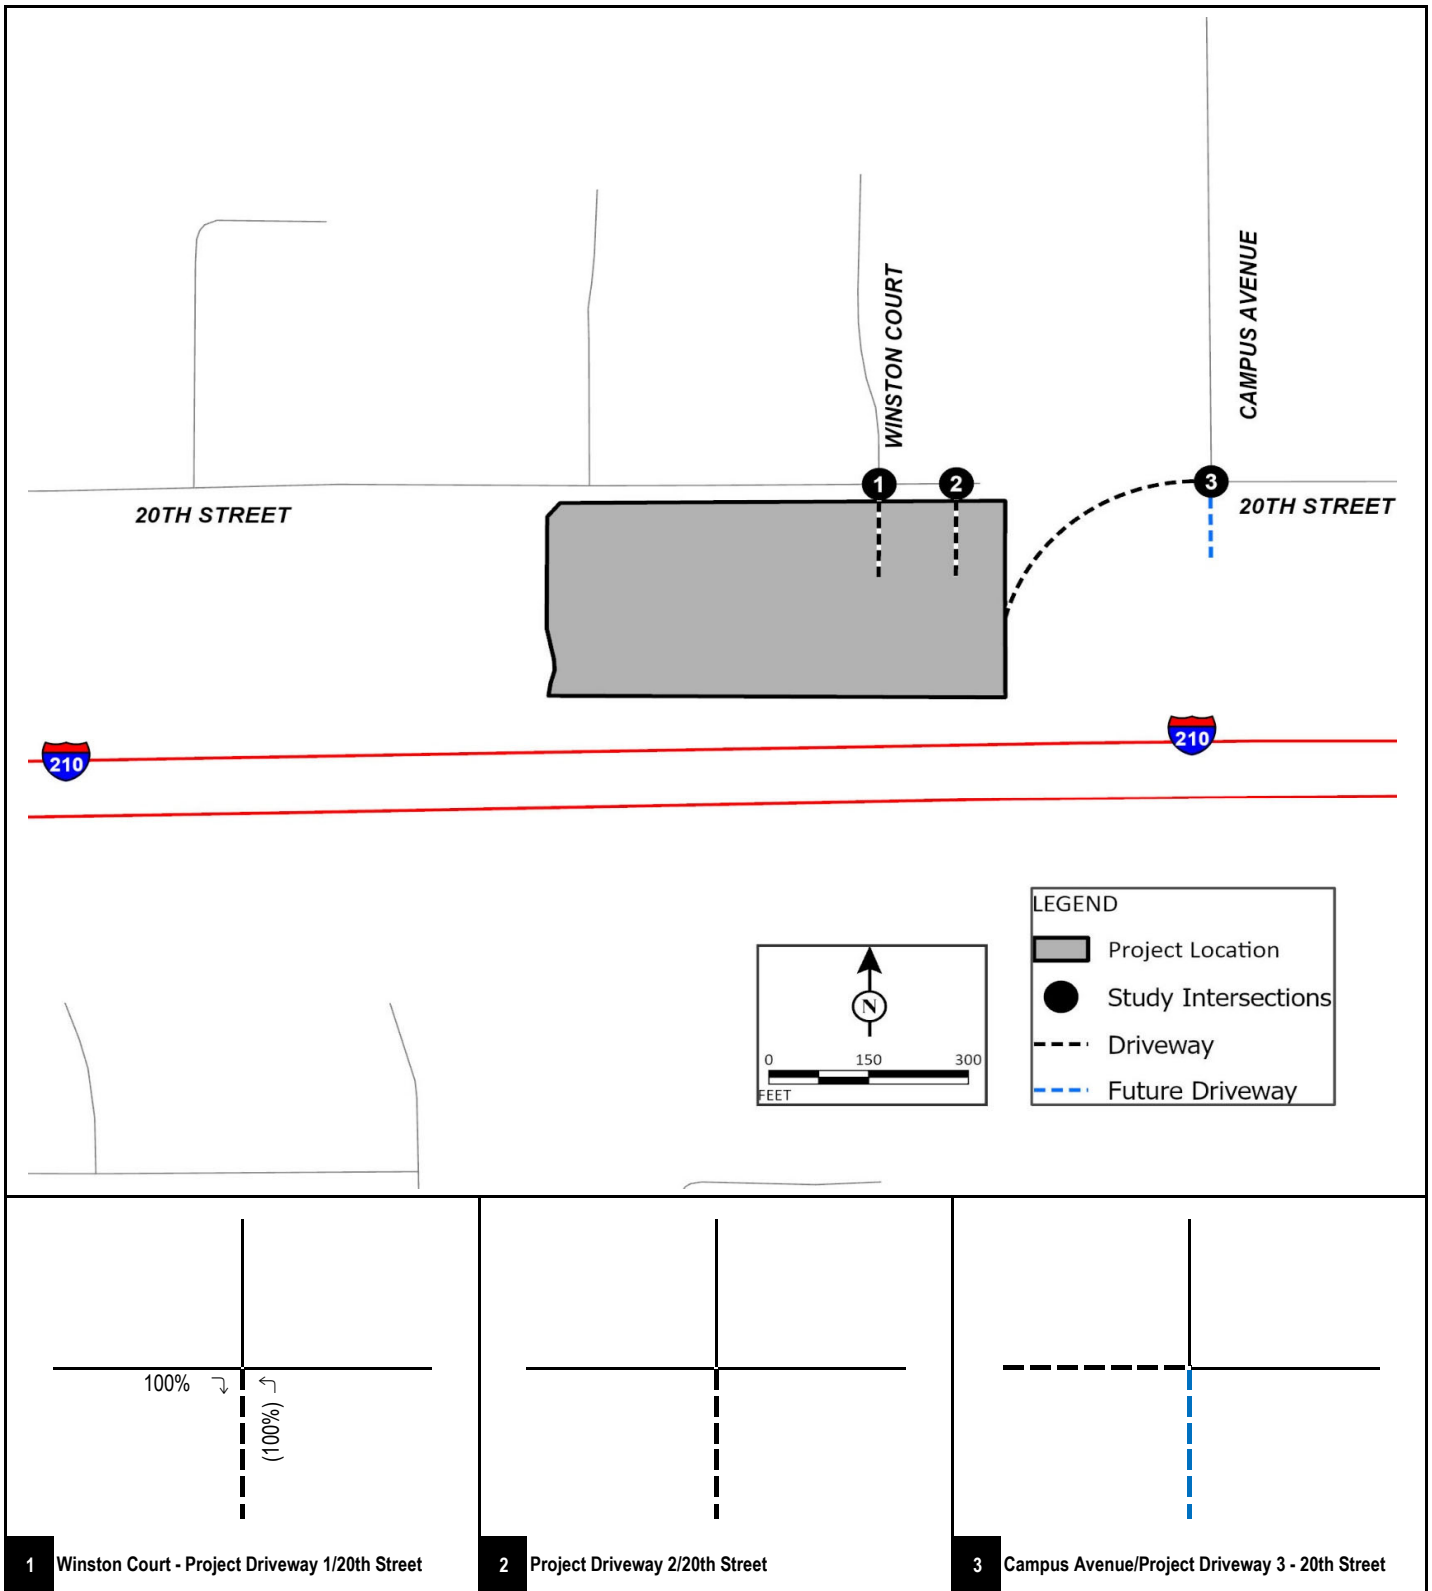 WINSTON COURT
CAMPUS AVENUE
1
2
3
20TH STREET
20TH STREET
210
210
LEGEND
Project Location
Study Intersections
Driveway
Future Driveway
N
0 150 300
FEET
100%
(100%)
1 Winston Court - Project Driveway 1/20th Street
2 Project Driveway 2/20th Street
3 Campus Avenue/Project Driveway 3 - 20th Street